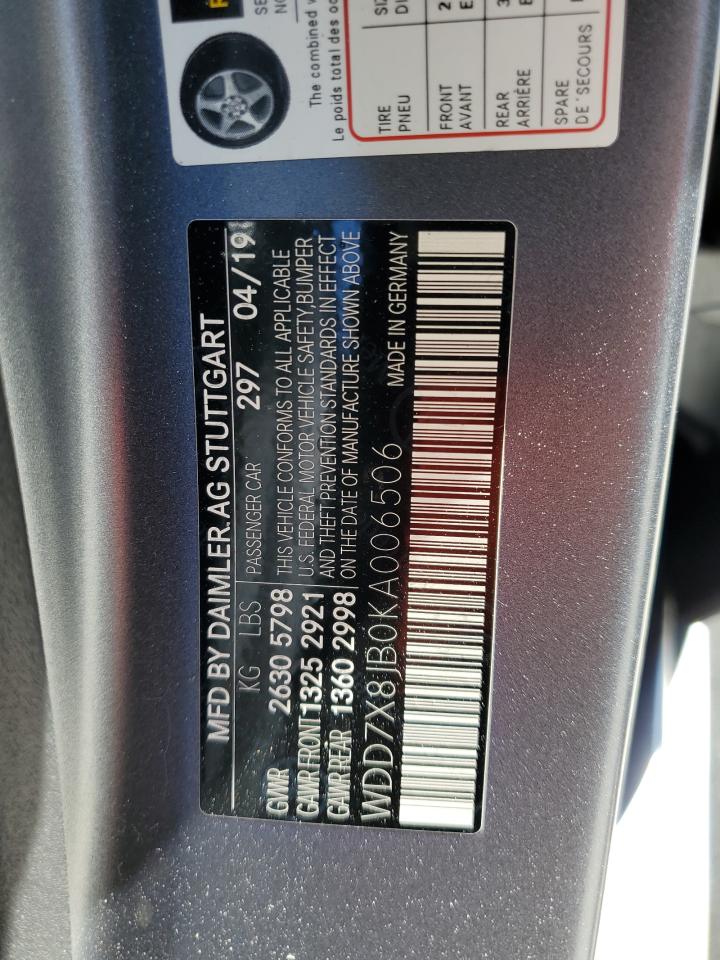 The combined
Le poids total des
TIRE
PNEU
FRONT
AVANT
REAR
ARRIÈRE
SPARE
DE'SECOURS
MFD BY DAIMLER AG STUTTGART
KG LBS PASSENGER CAR 297 04/19
GWR 2630 5798 THIS VEHICLE CONFORMS TO ALL APPLICABLE
GAWR FRONT 1325 2921 U.S. FEDERAL MOTOR VEHICLE SAFETY,BUMPER
GAWR REAR 1360 2998 AND THEFT PREVENTION STANDARDS IN EFFECT
ON THE DATE OF MANUFACTURE SHOWN ABOVE
WDD7X8JB0KA006506 MADE IN GERMANY